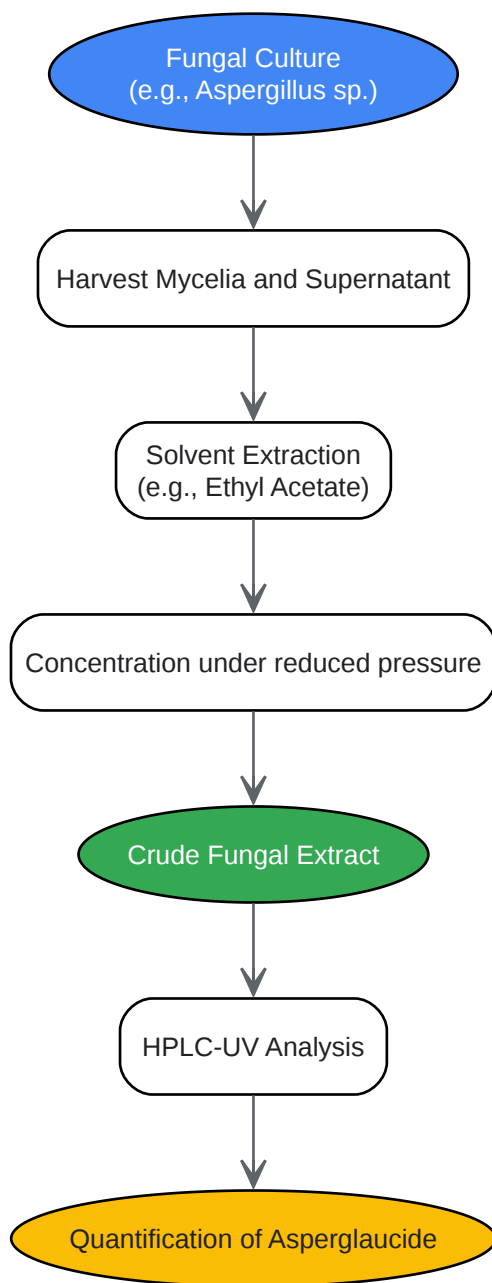 Fungal Culture
(e.g., Aspergillus sp.)
Harvest Mycelia and Supernatant
Solvent Extraction
(e.g., Ethyl Acetate)
Concentration under reduced pressure
Crude Fungal Extract
HPLC-UV Analysis
Quantification of Asperglaucide